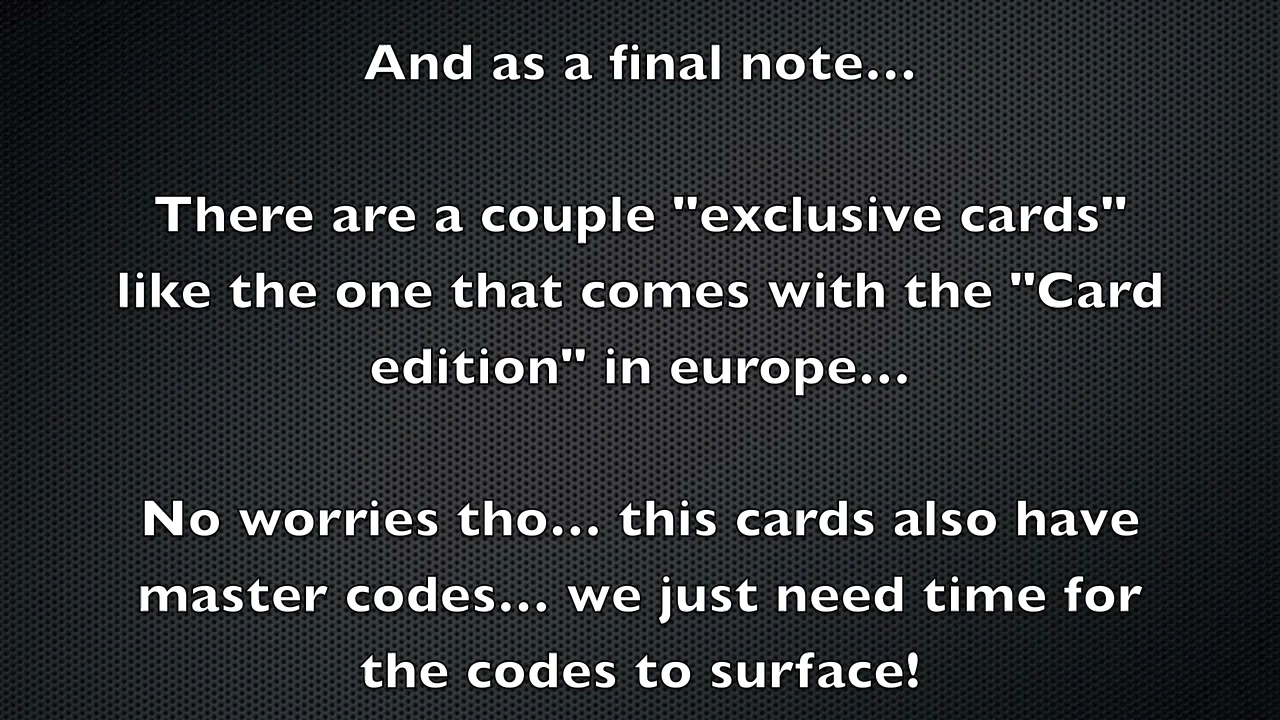 And as a final note...
There are a couple "exclusive cards"
like the one that comes with the "Card
edition" in europe...
No worries tho... this cards also have
master codes... we just need time for
the codes to surface!